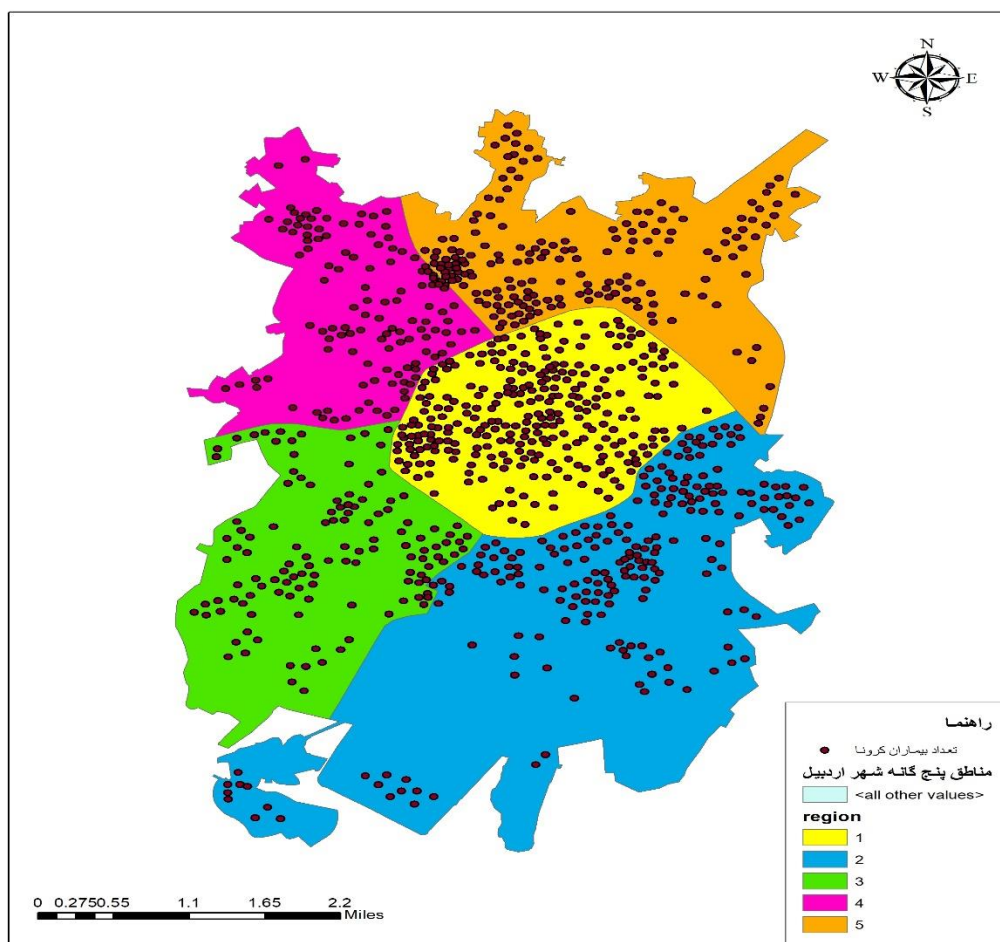 N
W E
S
راهنما
تعداد بیماران کرونا
مناطق پنج گانه شهر اردبیل
<all other values>
region
1
2
3
4
5
0 0.2750.55 1.1 1.65 2.2
Miles